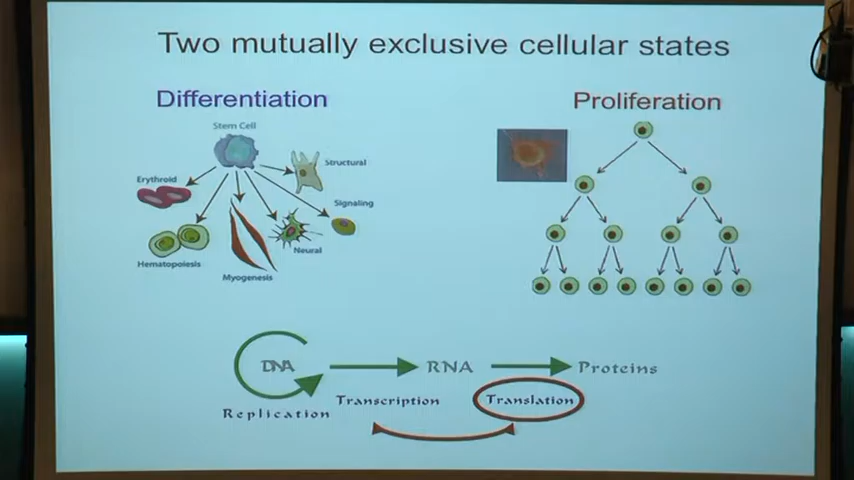 Two mutually exclusive cellular states
Differentiation
Proliferation
Stem Cell
Structural
Erythroid
Signaling
Neural
Hematopoiesis
Myogenesis
DNA
RNA
Proteins
Replication
Transcription
Translation